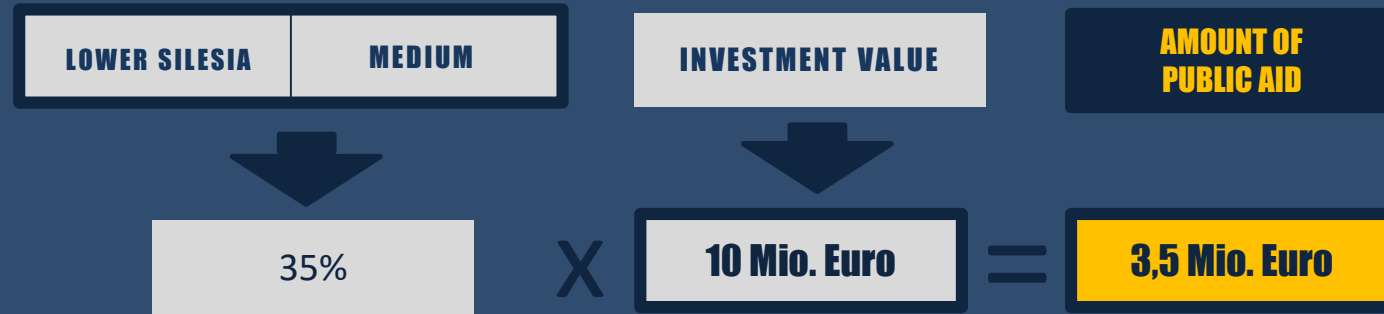 LOWER SILESIA
MEDIUM
INVESTMENT VALUE
AMOUNT OF
PUBLIC AID
35%
X
10 Mio. Euro
=
3,5 Mio. Euro